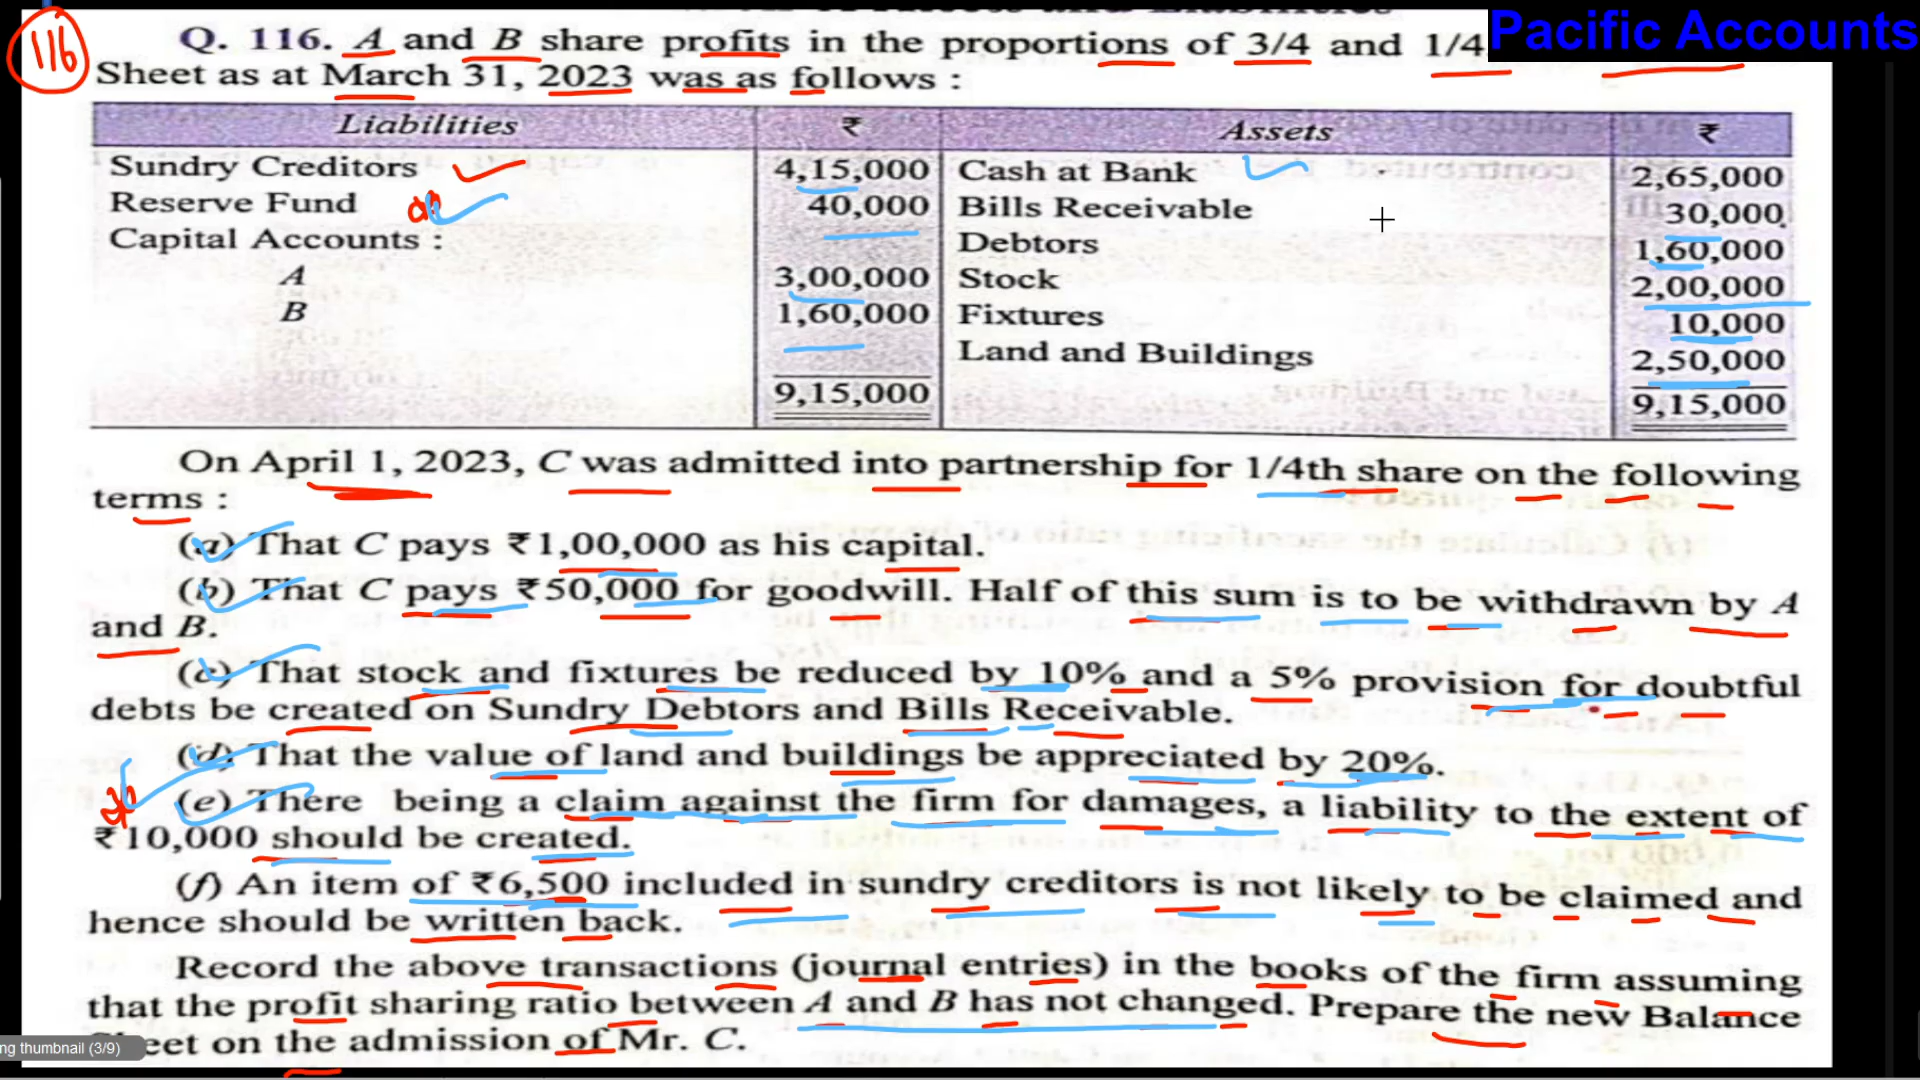 116
Pacific Accounts
Q. 116. A and B share profits in the proportions of 3/4 and 1/4
Sheet as at March 31, 2023 was as follows :
Liabilities ₹ Assets ₹
Sundry Creditors 4,15,000 Cash at Bank 2,65,000
Reserve Fund 40,000 Bills Receivable 30,000
Capital Accounts : Debtors 1,60,000
A 3,00,000 Stock 2,00,000
B 1,60,000 Fixtures 10,000
Land and Buildings 2,50,000
9,15,000 9,15,000
On April 1, 2023, C was admitted into partnership for 1/4th share on the following
terms :
(a) That C pays ₹1,00,000 as his capital.
(b) That C pays ₹50,000 for goodwill. Half of this sum is to be withdrawn by A
and B.
(c) That stock and fixtures be reduced by 10% and a 5% provision for doubtful
debts be created on Sundry Debtors and Bills Receivable.
(d) That the value of land and buildings be appreciated by 20%.
(e) There being a claim against the firm for damages, a liability to the extent of
₹10,000 should be created.
(f) An item of ₹6,500 included in sundry creditors is not likely to be claimed and
hence should be written back.
Record the above transactions (journal entries) in the books of the firm assuming
that the profit sharing ratio between A and B has not changed. Prepare the new Balance
eet on the admission of Mr. C.
ng thumbnail (3/9)